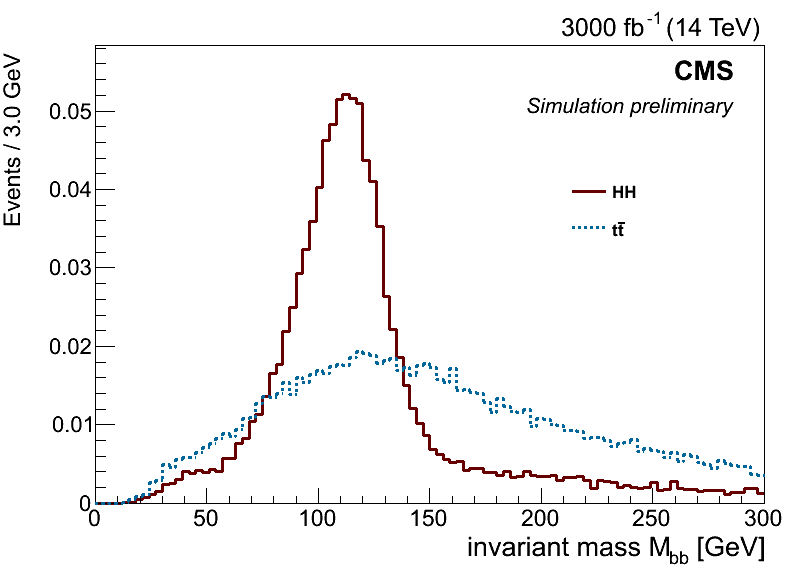 3000 fb⁻¹ (14 TeV)
CMS
Simulation preliminary
HH
tt̄
Events / 3.0 GeV
0.05
0.04
0.03
0.02
0.01
0
0 50 100 150 200 250 300
invariant mass M_bb [GeV]